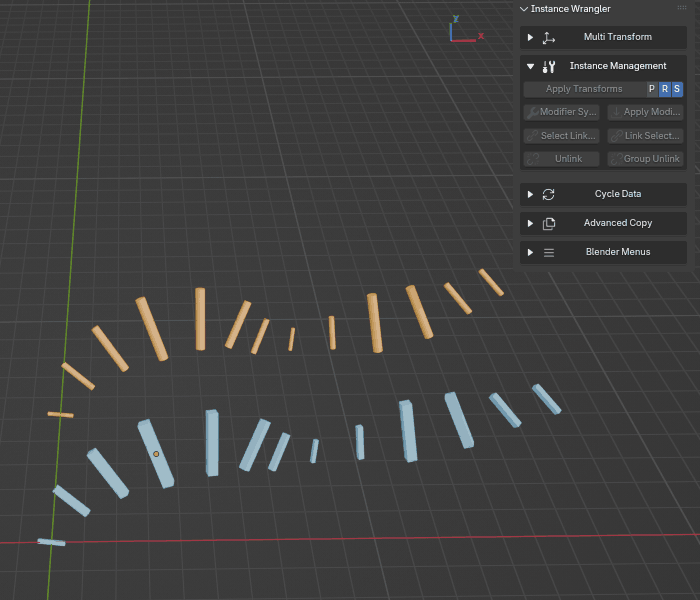 Instance Wrangler
Y
X
Multi Transform
Instance Management
Apply Transforms P R S
Modifier Sy... Apply Modi...
Select Link... Link Select...
Unlink Group Unlink
Cycle Data
Advanced Copy
Blender Menus